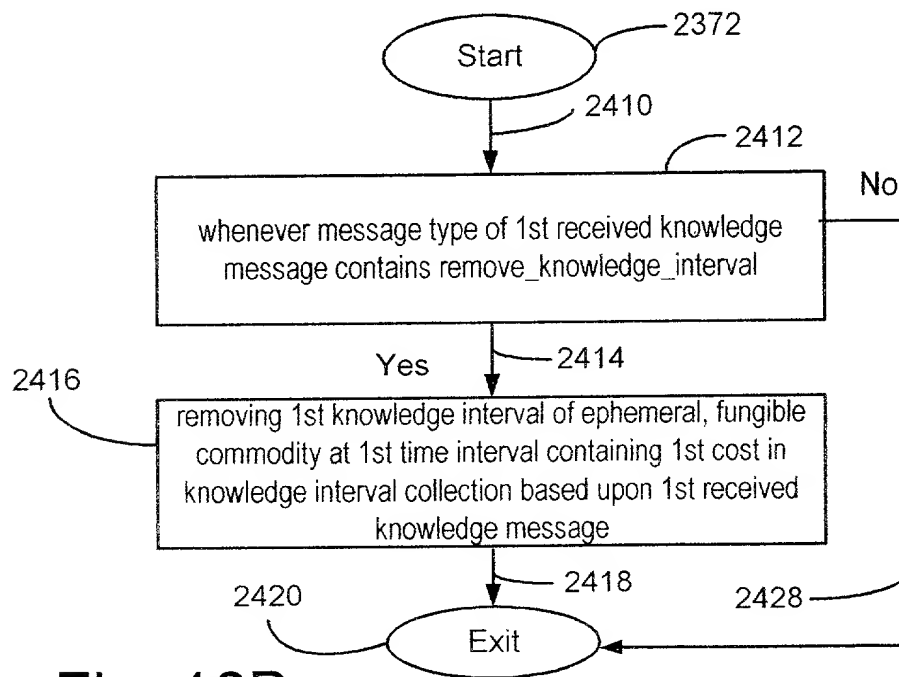 2372
Start
2410
2412
No
whenever message type of 1st received knowledge
message contains remove_knowledge_interval
Yes
2414
2416
removing 1st knowledge interval of ephemeral, fungible
commodity at 1st time interval containing 1st cost in
knowledge interval collection based upon 1st received
knowledge message
2418
2420
2428
Exit